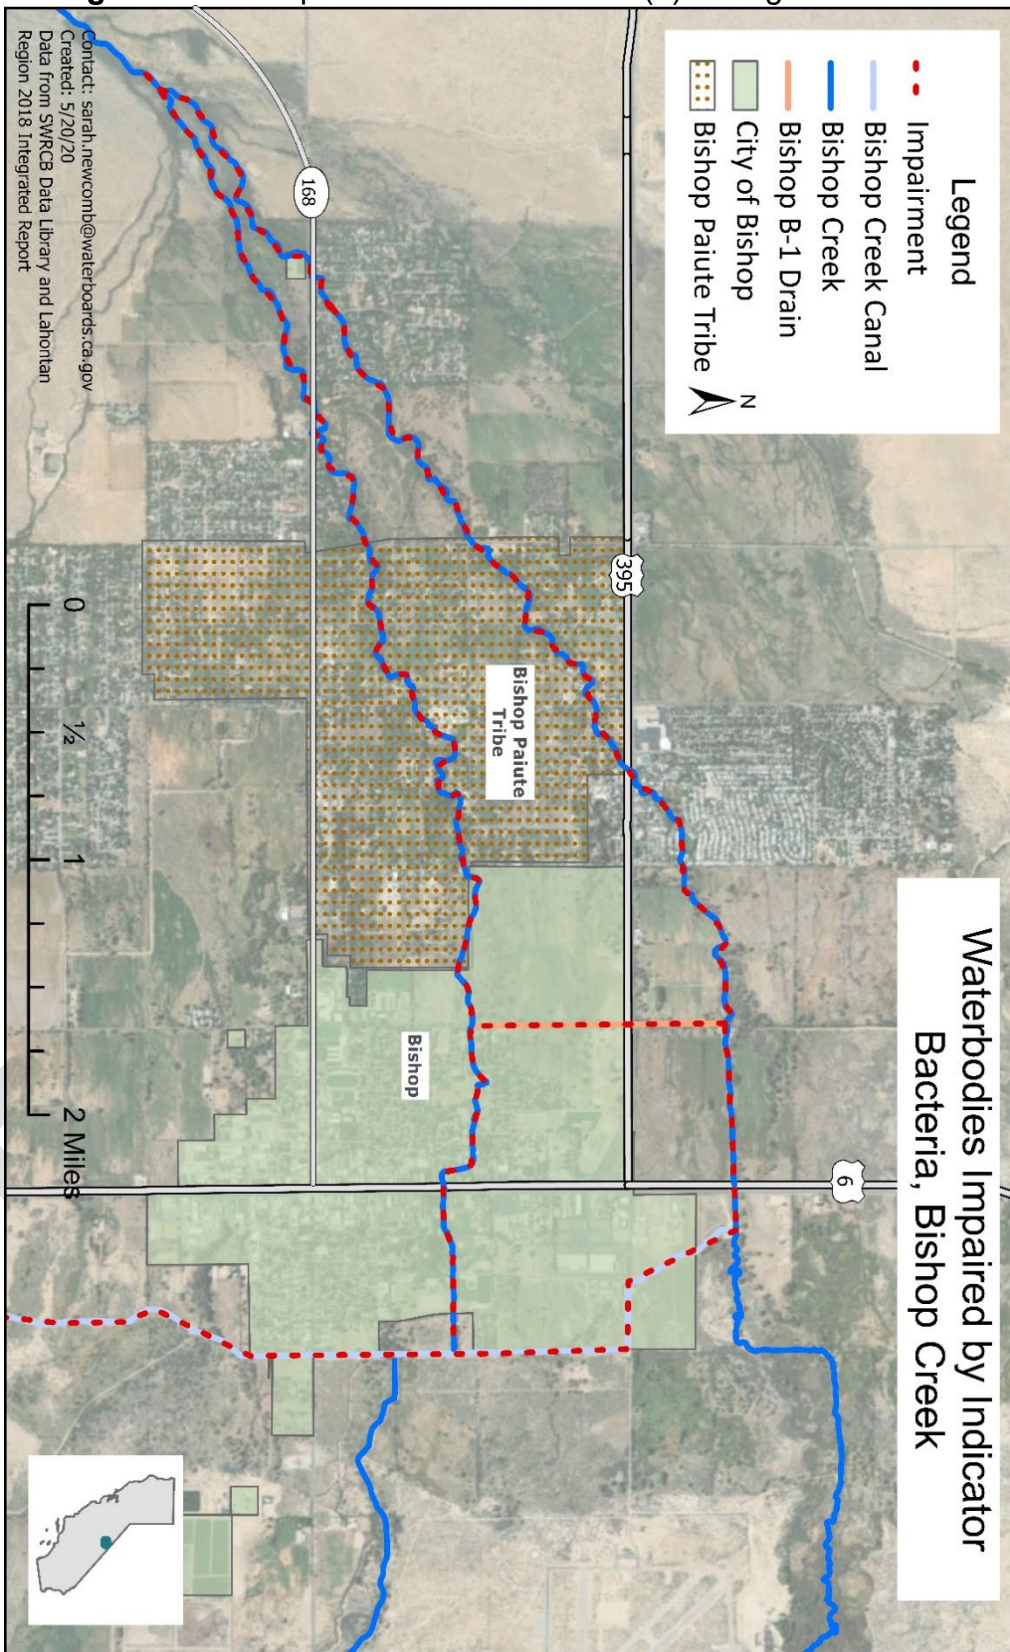 Waterbodies Impaired by Indicator
Bacteria, Bishop Creek
Legend
Impairment
Bishop Creek Canal
Bishop Creek
Bishop B-1 Drain
City of Bishop
Bishop Paiute Tribe
N
168
395
6
Bishop Paiute
Tribe
Bishop
0 ½ 1 2 Miles
Contact: sarah.newcomb@waterboards.ca.gov
Created: 5/20/20
Data from SWRCB Data Library and Lahontan
Region 2018 Integrated Report